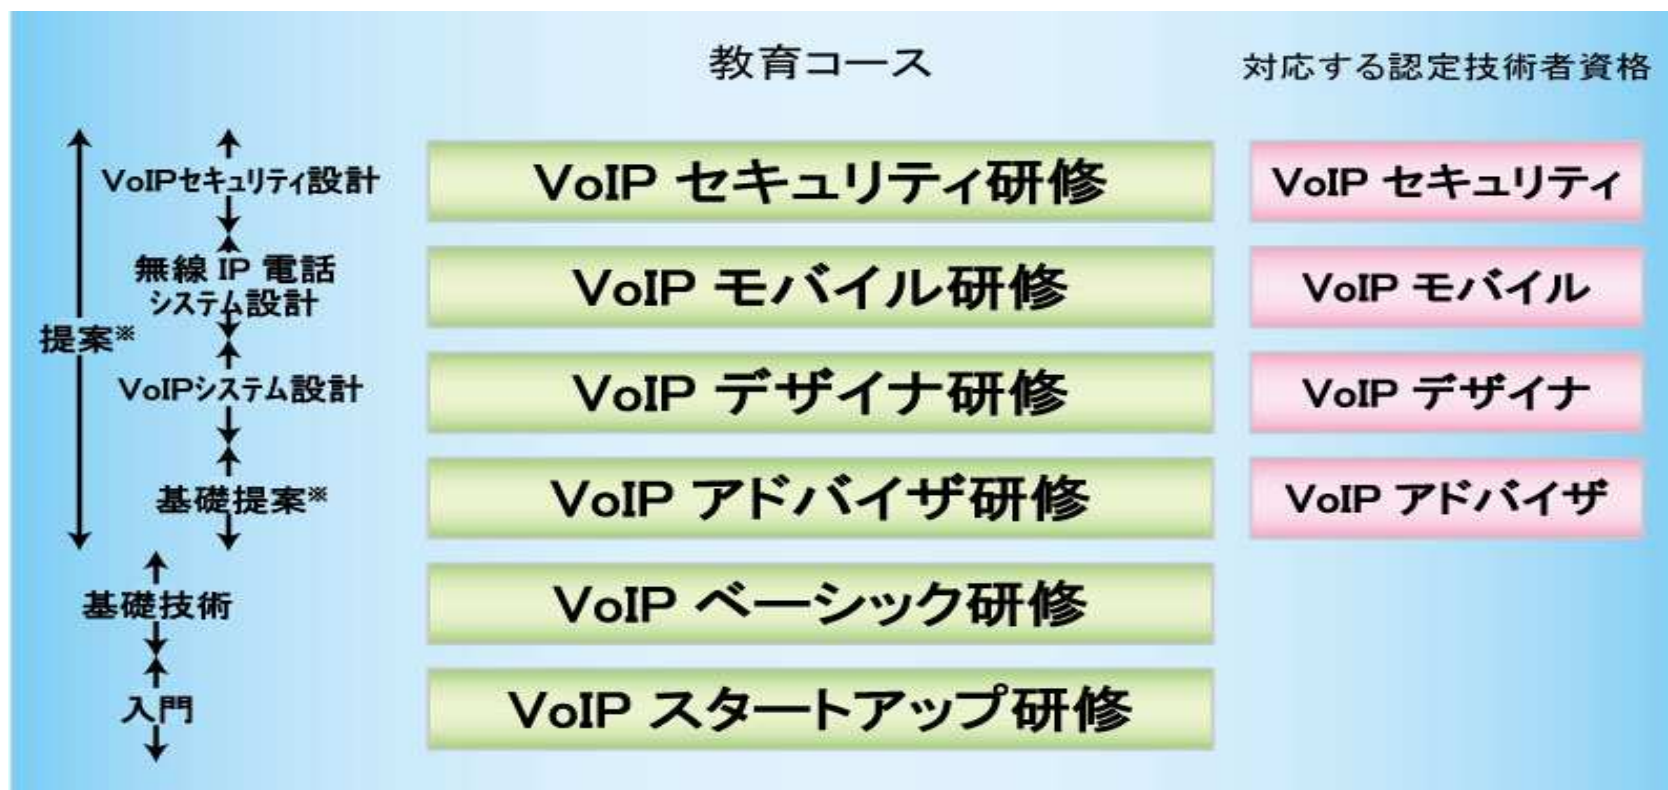 教育コース
対応する認定技術者資格
VoIPセキュリティ設計
VoIP セキュリティ研修
VoIP セキュリティ
無線 IP 電話
システム設計
VoIP モバイル研修
VoIP モバイル
提案※
VoIPシステム設計
VoIP デザイナ研修
VoIP デザイナ
基礎提案※
VoIP アドバイザ研修
VoIP アドバイザ
基礎技術
VoIP ベーシック研修
入門
VoIP スタートアップ研修